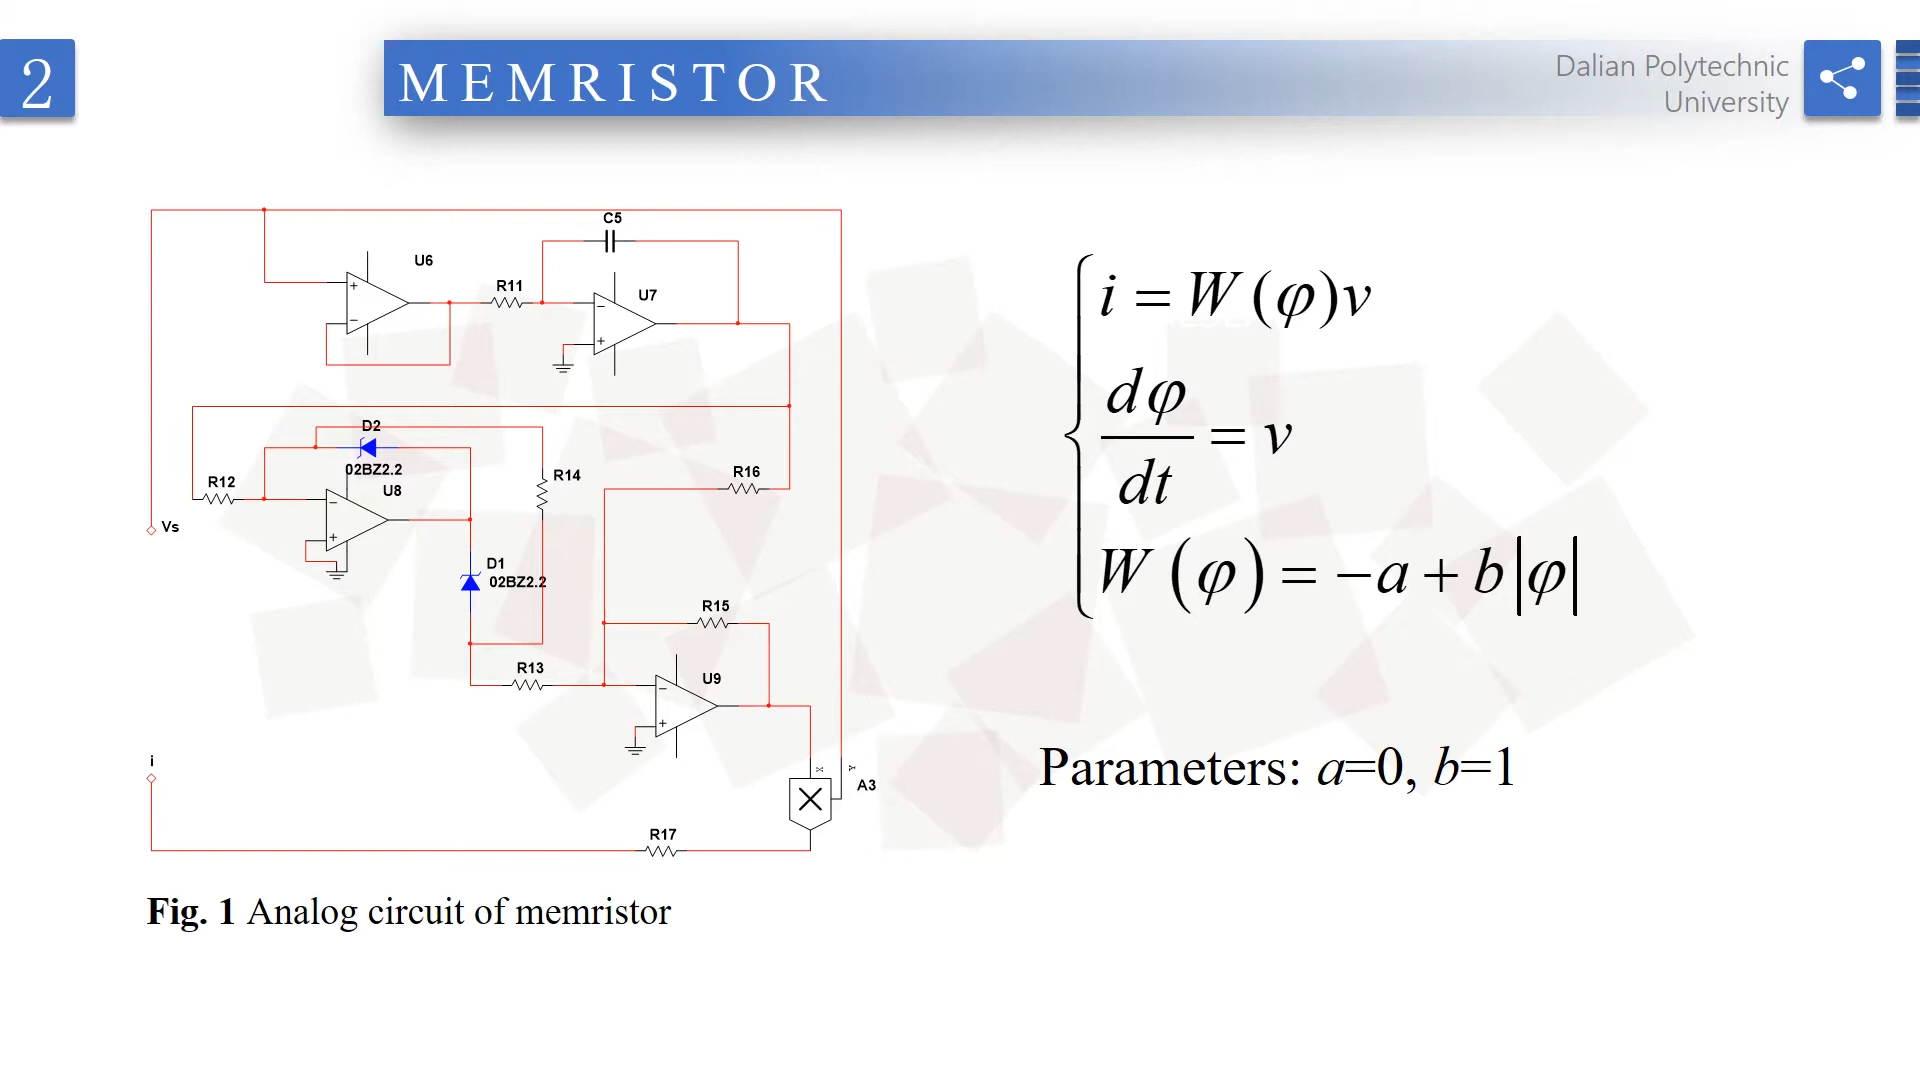 2
MEMRISTOR
Dalian Polytechnic
University
C5
U6
R11
U7
D2
02BZ2.2
R12
U8
R14
R16
Vs
D1
02BZ2.2
R15
R13
U9
i
X
Y
A3
R17
i = W(φ)v
dφ/dt = v
W(φ) = −a + b|φ|
Parameters: a=0, b=1
Fig. 1 Analog circuit of memristor